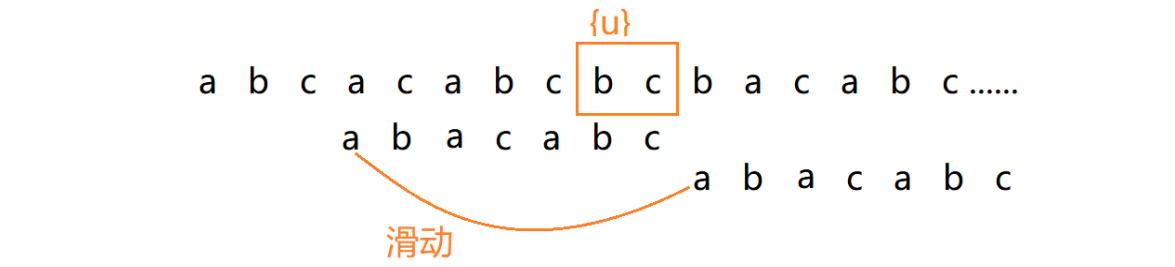 {u}
a b c a c a b c b c b a c a b c ......
a b a c a b c
a b a c a b c
滑动